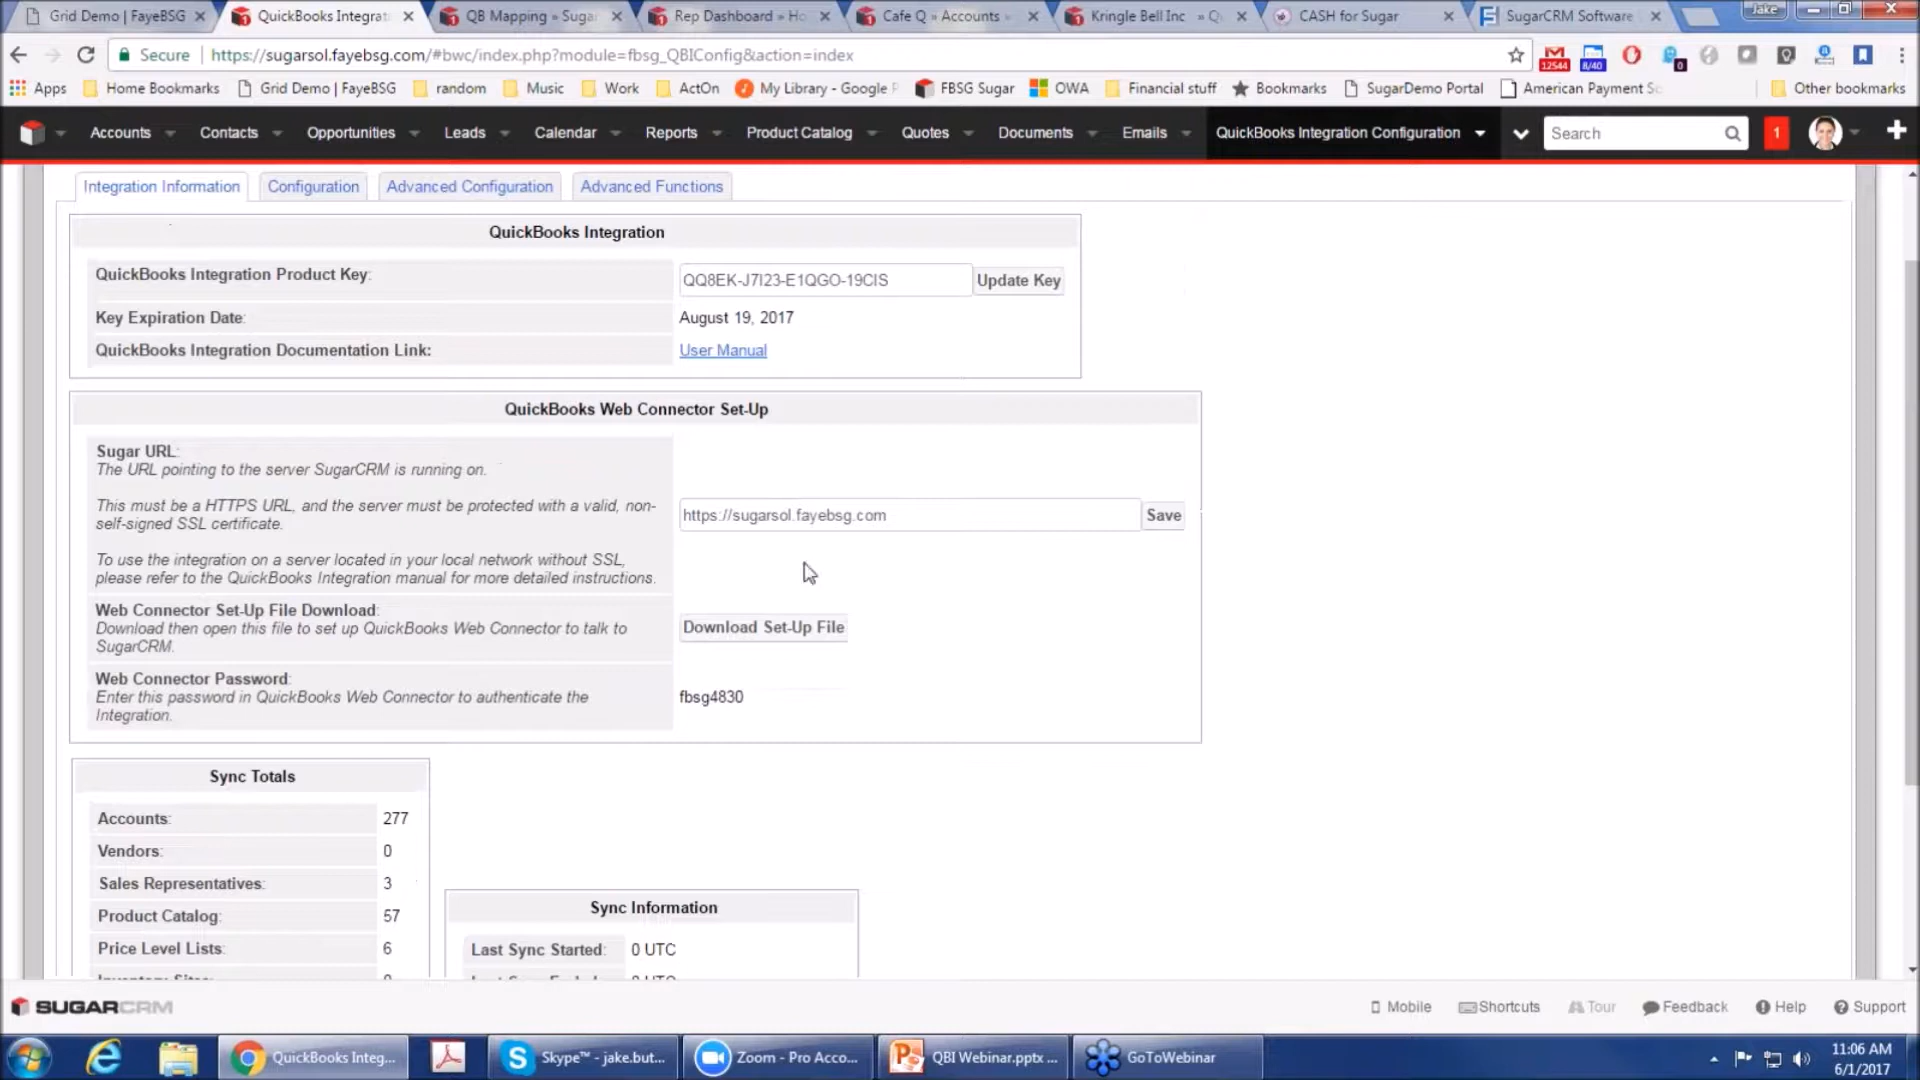 Grid Demo | FayeBSG
QuickBooks Integrat
QB Mapping » Suga
Rep Dashboard » Ho
Cafe Q » Accounts
Kringle Bell Inc » Q
CASH for Sugar
SugarCRM Software
Jake
Secure https://sugarsol.fayebsg.com/#bwc/index.php?module=fbsg_QBIConfig&action=index
12544
8/40
0
Apps Home Bookmarks Grid Demo | FayeBSG random Music Work ActOn My Library - Google P FBSG Sugar OWA Financial stuff Bookmarks SugarDemo Portal American Payment So Other bookmarks
Accounts Contacts Opportunities Leads Calendar Reports Product Catalog Quotes Documents Emails QuickBooks Integration Configuration Search 1
Integration Information Configuration Advanced Configuration Advanced Functions
QuickBooks Integration
QuickBooks Integration Product Key: QQ8EK-J7I23-E1QGO-19CIS Update Key
Key Expiration Date: August 19, 2017
QuickBooks Integration Documentation Link: User Manual
QuickBooks Web Connector Set-Up
Sugar URL:
The URL pointing to the server SugarCRM is running on.
This must be a HTTPS URL, and the server must be protected with a valid, non-
self-signed SSL certificate.
https://sugarsol.fayebsg.com Save
To use the integration on a server located in your local network without SSL,
please refer to the QuickBooks Integration manual for more detailed instructions.
Web Connector Set-Up File Download:
Download then open this file to set up QuickBooks Web Connector to talk to
SugarCRM.
Download Set-Up File
Web Connector Password:
Enter this password in QuickBooks Web Connector to authenticate the
Integration.
fbsg4830
Sync Totals
Accounts: 277
Vendors: 0
Sales Representatives: 3
Product Catalog: 57
Price Level Lists: 6
Sync Information
Last Sync Started: 0 UTC
SUGARCRM
Mobile Shortcuts Tour Feedback Help Support
QuickBooks Integ...
Skype™ - jake.but...
Zoom - Pro Acco...
QBI Webinar.pptx ...
GoToWebinar
11:06 AM
6/1/2017